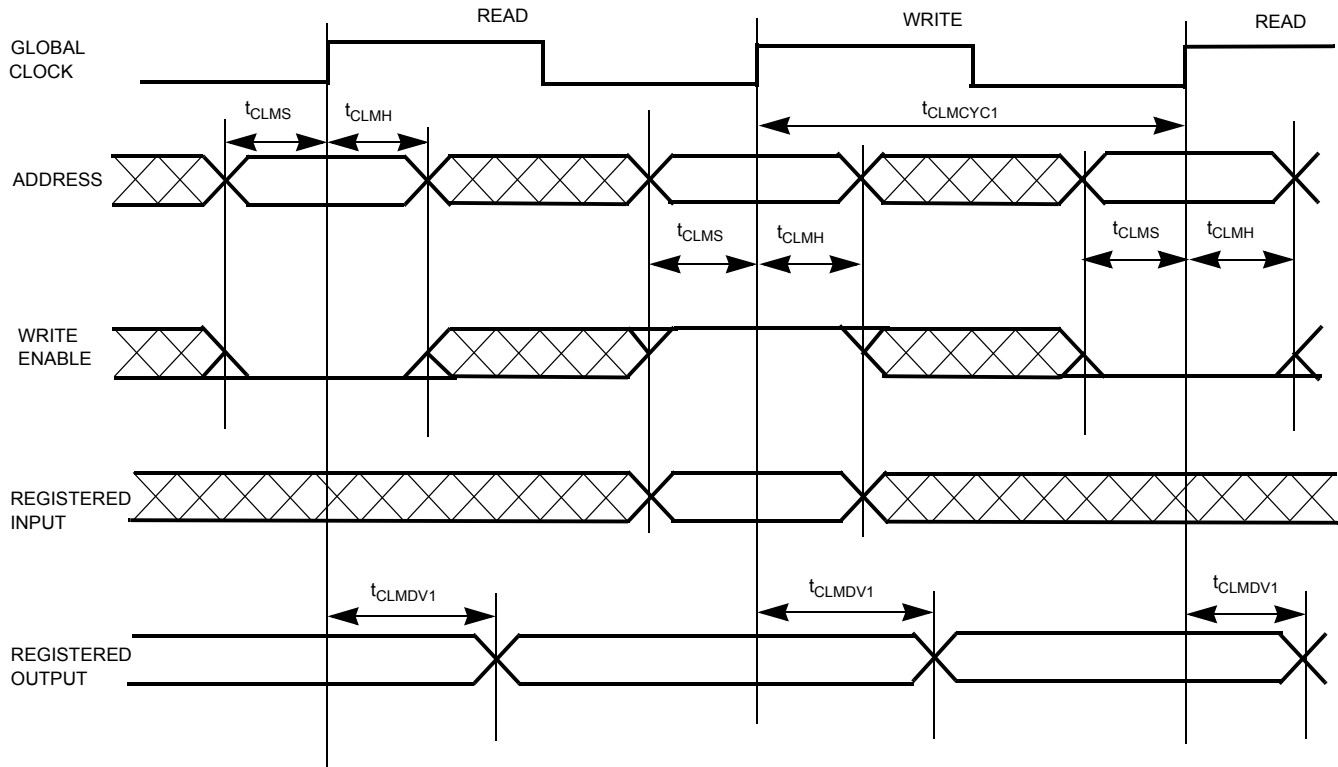 READ
WRITE
READ
GLOBAL
CLOCK
tCLMS
tCLMH
tCLMCYC1
ADDRESS
tCLMS
tCLMH
tCLMS
tCLMH
WRITE
ENABLE
REGISTERED
INPUT
tCLMDV1
tCLMDV1
tCLMDV1
REGISTERED
OUTPUT